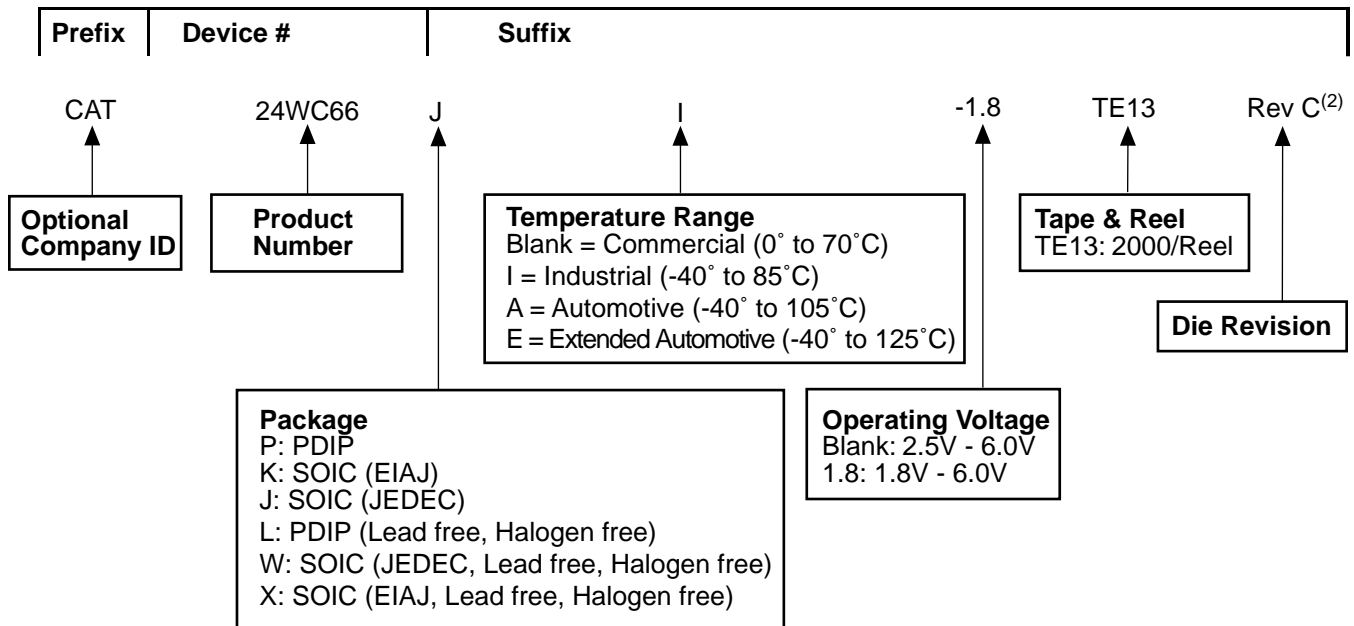 Prefix Device # Suffix
CAT 24WC66 J I -1.8 TE13 Rev C(2)
Optional
Company ID
Product
Number
Temperature Range
Blank = Commercial (0˚ to 70˚C)
I = Industrial (-40˚ to 85˚C)
A = Automotive (-40˚ to 105˚C)
E = Extended Automotive (-40˚ to 125˚C)
Tape & Reel
TE13: 2000/Reel
Die Revision
Package
P: PDIP
K: SOIC (EIAJ)
J: SOIC (JEDEC)
L: PDIP (Lead free, Halogen free)
W: SOIC (JEDEC, Lead free, Halogen free)
X: SOIC (EIAJ, Lead free, Halogen free)
Operating Voltage
Blank: 2.5V - 6.0V
1.8: 1.8V - 6.0V